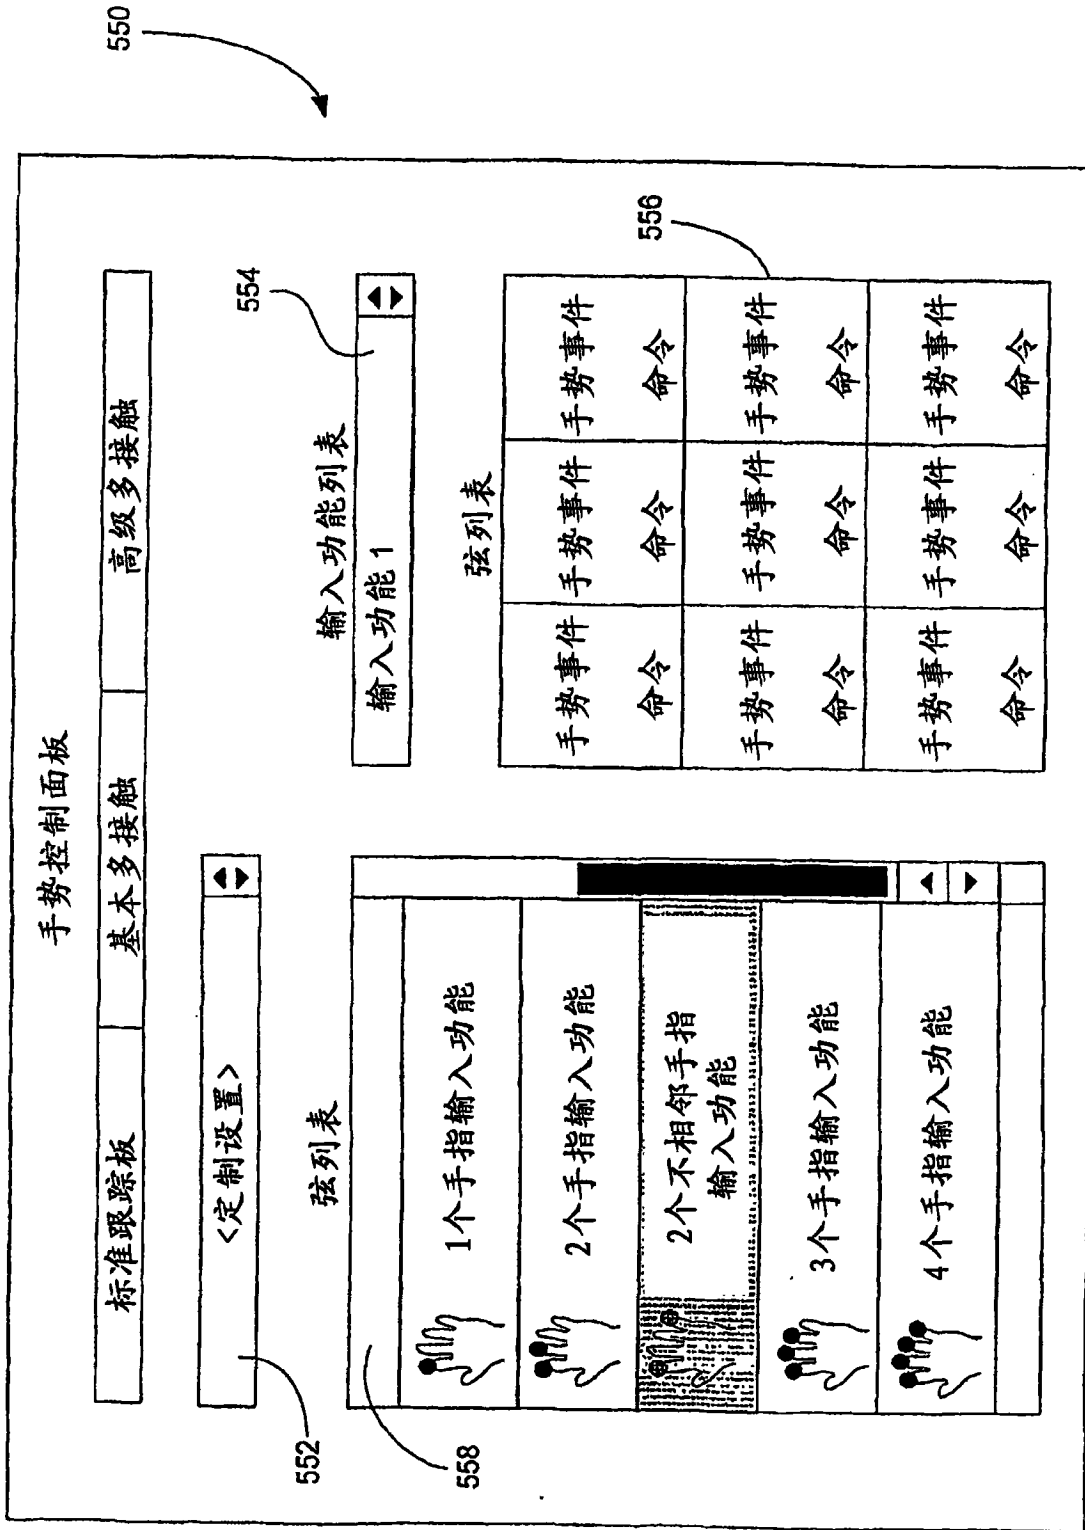 550
手势控制面板
标准跟踪板 基本多接触 高级多接触
<定制设置>
552
554
输入功能列表
输入功能 1
弦列表
558
1个手指输入功能
2个手指输入功能
2个不相邻手指
输入功能
3个手指输入功能
4个手指输入功能
弦列表
556
手势事件 手势事件 手势事件
命令 命令 命令
手势事件 手势事件 手势事件
命令 命令 命令
手势事件 手势事件 手势事件
命令 命令 命令